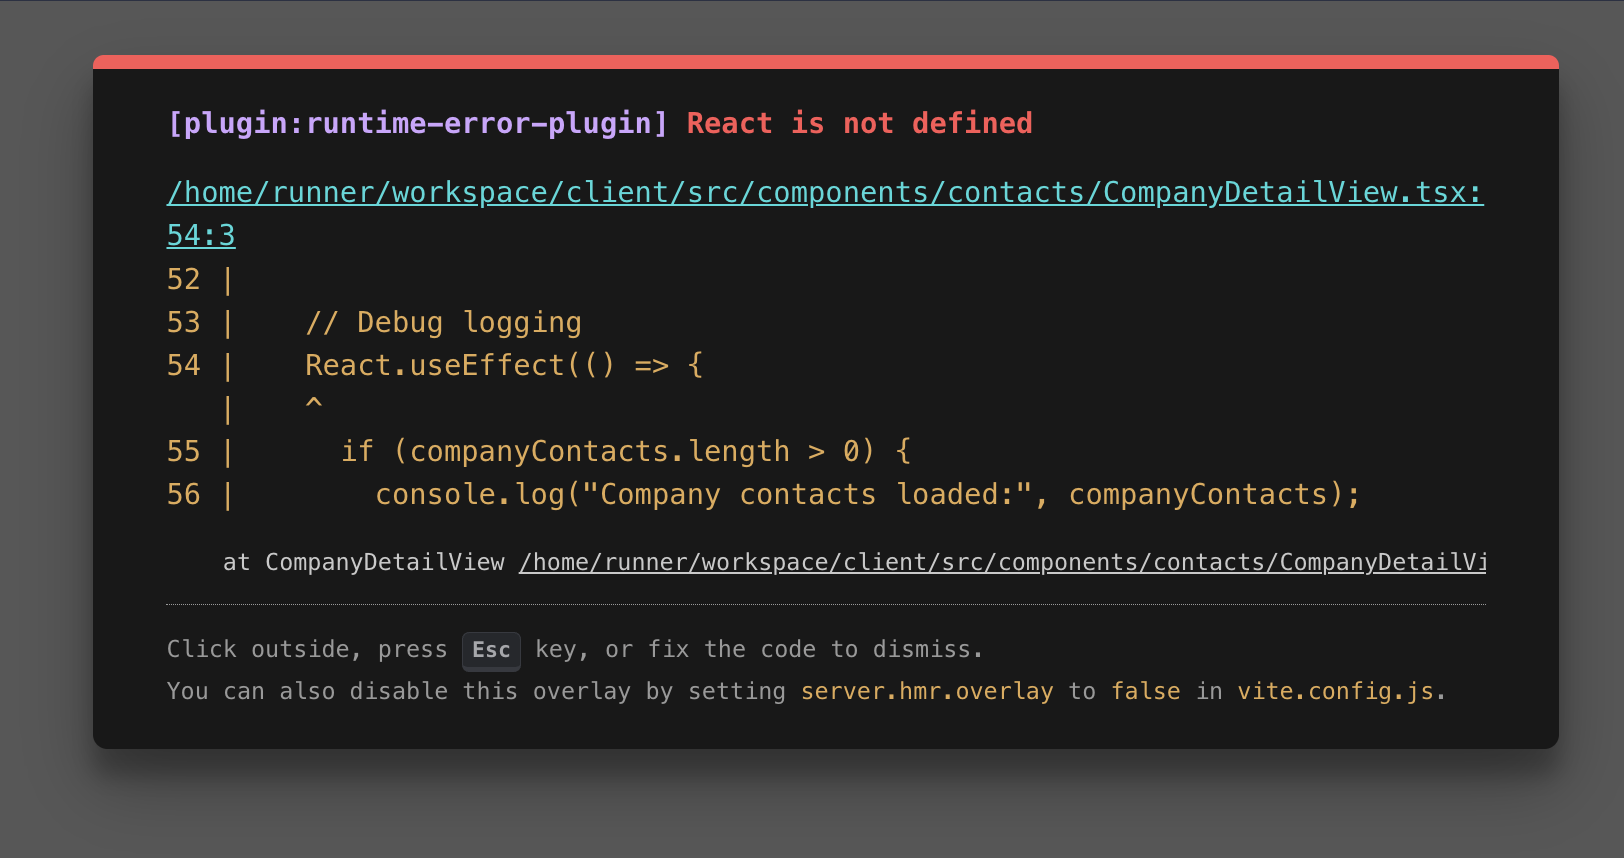 [plugin:runtime-error-plugin] React is not defined
/home/runner/workspace/client/src/components/contacts/CompanyDetailView.tsx:
54:3
52 |
53 |    // Debug logging
54 |    React.useEffect(() => {
   |    ^
55 |      if (companyContacts.length > 0) {
56 |        console.log("Company contacts loaded:", companyContacts);
at CompanyDetailView /home/runner/workspace/client/src/components/contacts/CompanyDetailVi
Click outside, press Esc key, or fix the code to dismiss.
You can also disable this overlay by setting server.hmr.overlay to false in vite.config.js.